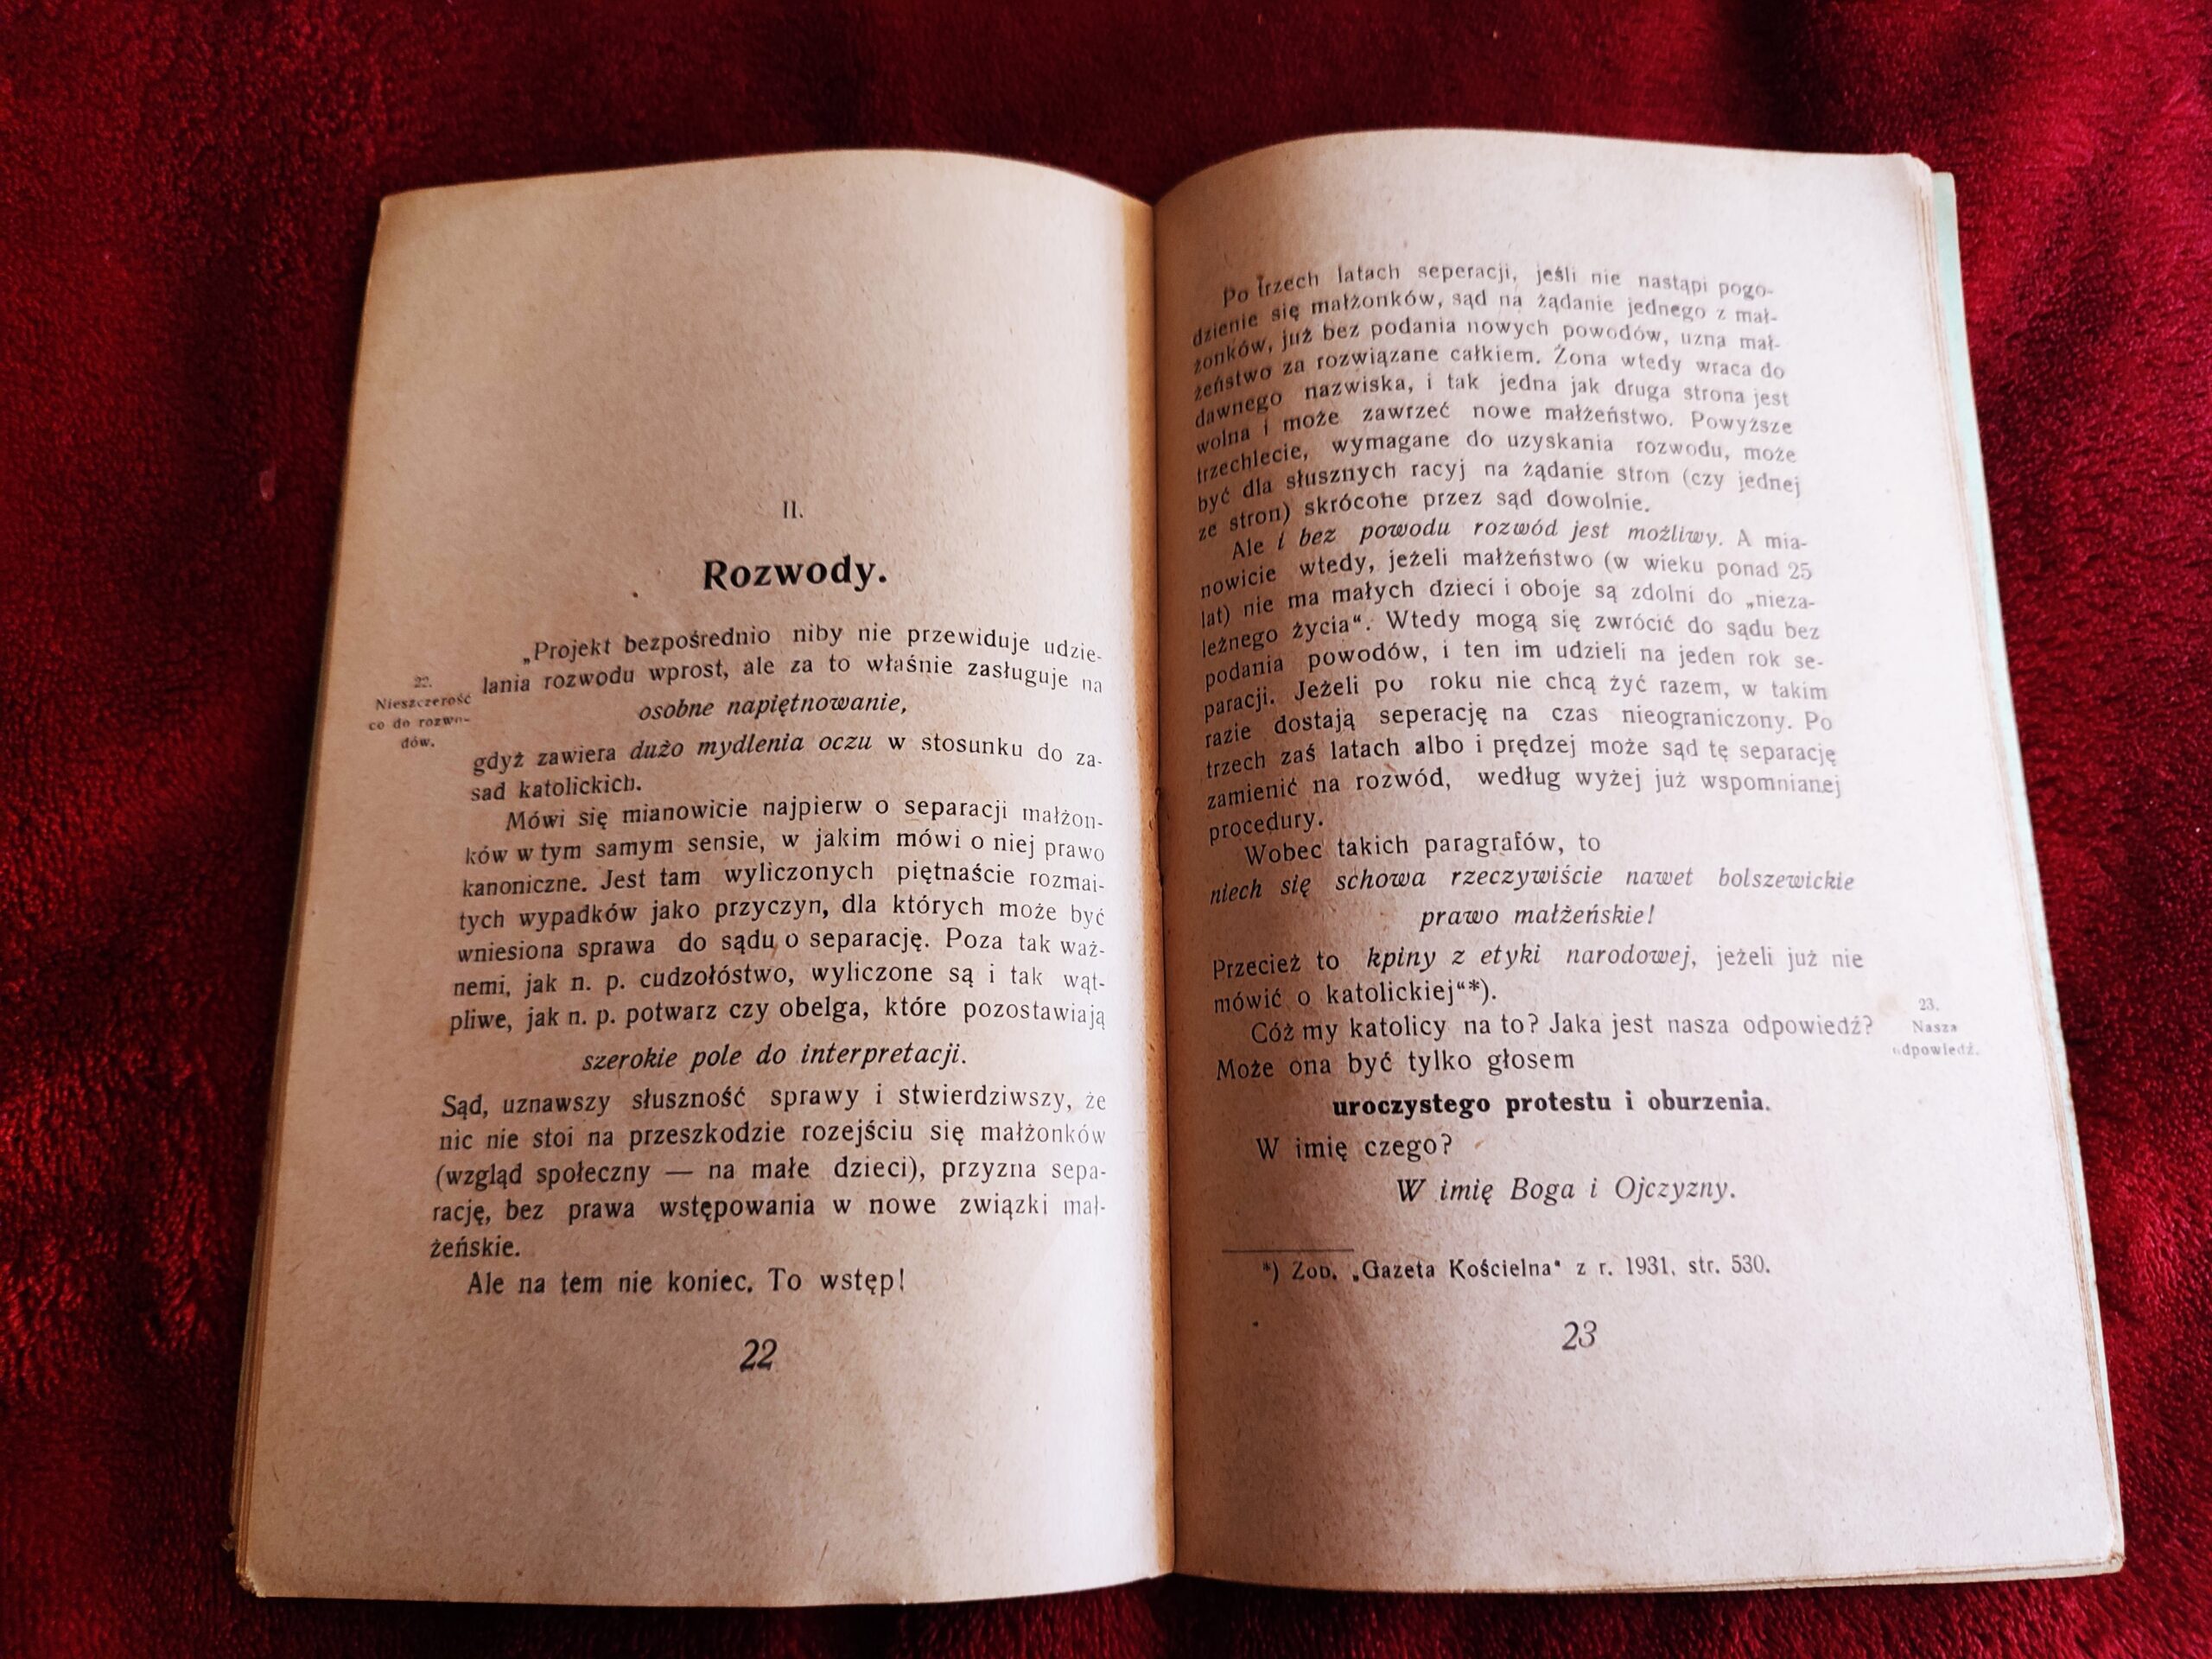 II.
Rozwody.
22.
Nieszczerość
co do rozwo-
dów.
„Projekt bezpośrednio niby nie przewiduje udzie-
lania rozwodu wprost, ale za to właśnie zasługuje na
osobne napiętnowanie,
gdyż zawiera dużo mydlenia oczu w stosunku do za-
sad katolickich.
Mówi się mianowicie najpierw o separacji małżon-
ków w tym samym sensie, w jakim mówi o niej prawo
kanoniczne. Jest tam wyliczonych piętnaście rozmai-
tych wypadków jako przyczyn, dla których może być
wniesiona sprawa do sądu o separację. Poza tak waż-
nemi, jak n. p. cudzołóstwo, wyliczone są i tak wąt-
pliwe, jak n. p. potwarz czy obelga, które pozostawiają
szerokie pole do interpretacji.
Sąd, uznawszy słuszność sprawy i stwierdziwszy, że
nic nie stoi na przeszkodzie rozejściu się małżonków
(wzgląd społeczny — na małe dzieci), przyzna sepa-
rację, bez prawa wstępowania w nowe związki mał-
żeńskie.
Ale na tem nie koniec. To wstęp!
22
Po trzech latach seperacji, jeśli nie nastąpi pogo-
dzienie się małżonków, sąd na żądanie jednego z mał-
żonków, już bez podania nowych powodów, uzna mał-
żeństwo za rozwiązane całkiem. Żona wtedy wraca do
dawnego nazwiska, i tak jedna jak druga strona jest
wolna i może zawrzeć nowe małżeństwo. Powyższe
trzechlecie, wymagane do uzyskania rozwodu, może
być dla słusznych racyj na żądanie stron (czy jednej
ze stron) skrócone przez sąd dowolnie.
Ale i bez powodu rozwód jest możliwy. A mia-
nowicie wtedy, jeżeli małżeństwo (w wieku ponad 25
lat) nie ma małych dzieci i oboje są zdolni do „nieza-
leżnego życia“. Wtedy mogą się zwrócić do sądu bez
podania powodów, i ten im udzieli na jeden rok se-
paracji. Jeżeli po roku nie chcą żyć razem, w takim
razie dostają seperację na czas nieograniczony. Po
trzech zaś latach albo i prędzej może sąd tę separację
zamienić na rozwód, według wyżej już wspomnianej
procedury.
Wobec takich paragrafów, to
niech się schowa rzeczywiście nawet bolszewickie
prawo małżeńskie!
Przecież to kpiny z etyki narodowej, jeżeli już nie
mówić o katolickiej“*).
Cóż my katolicy na to? Jaka jest nasza odpowiedź?
Może ona być tylko głosem
23.
Nasza
odpowiedź.
uroczystego protestu i oburzenia.
W imię czego?
W imię Boga i Ojczyzny.
*) Zob. „Gazeta Kościelna“ z r. 1931, str. 530.
23